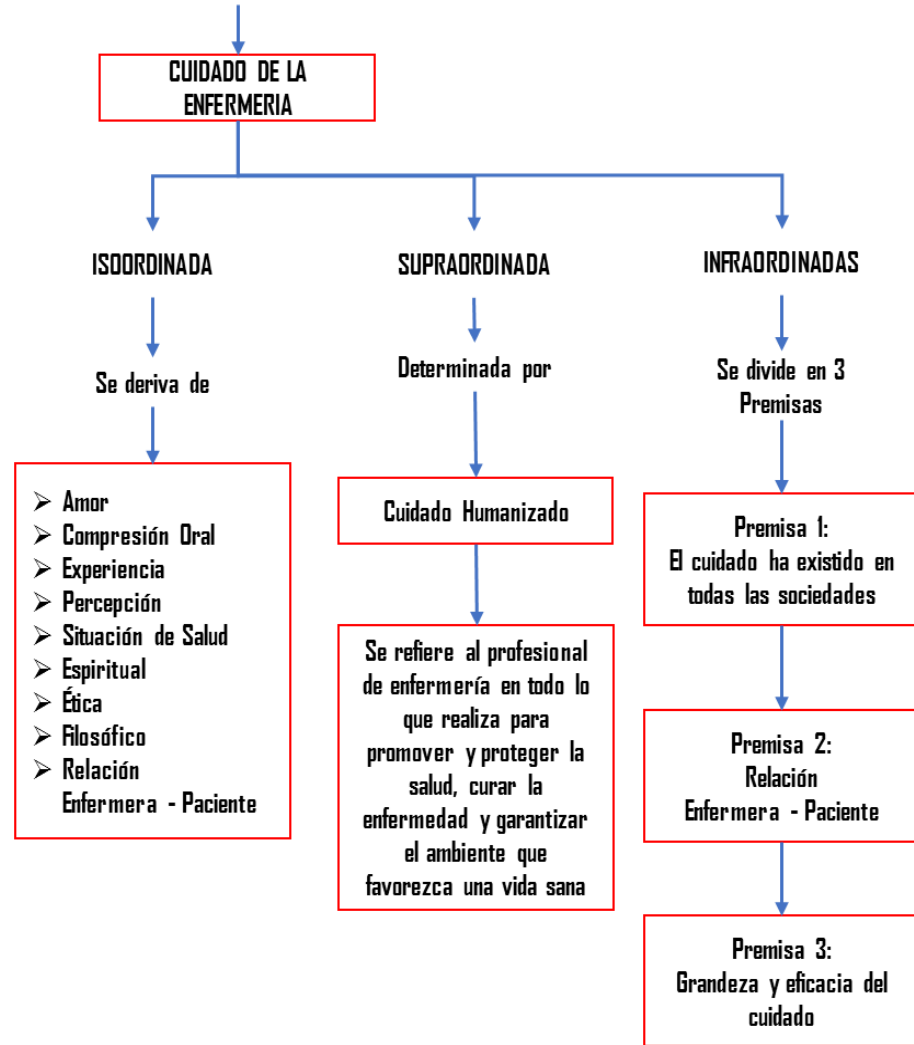 CUIDADO DE LA
ENFERMERIA
ISOORDINADA
Se deriva de
➢ Amor
➢ Compresión Oral
➢ Experiencia
➢ Percepción
➢ Situación de Salud
➢ Espiritual
➢ Ética
➢ Filosófico
➢ Relación
Enfermera - Paciente
SUPRAORDINADA
Determinada por
Cuidado Humanizado
Se refiere al profesional
de enfermería en todo lo
que realiza para
promover y proteger la
salud, curar la
enfermedad y garantizar
el ambiente que
favorezca una vida sana
INFRAORDINADAS
Se divide en 3
Premisas
Premisa 1:
El cuidado ha existido en
todas las sociedades
Premisa 2:
Relación
Enfermera - Paciente
Premisa 3:
Grandeza y eficacia del
cuidado